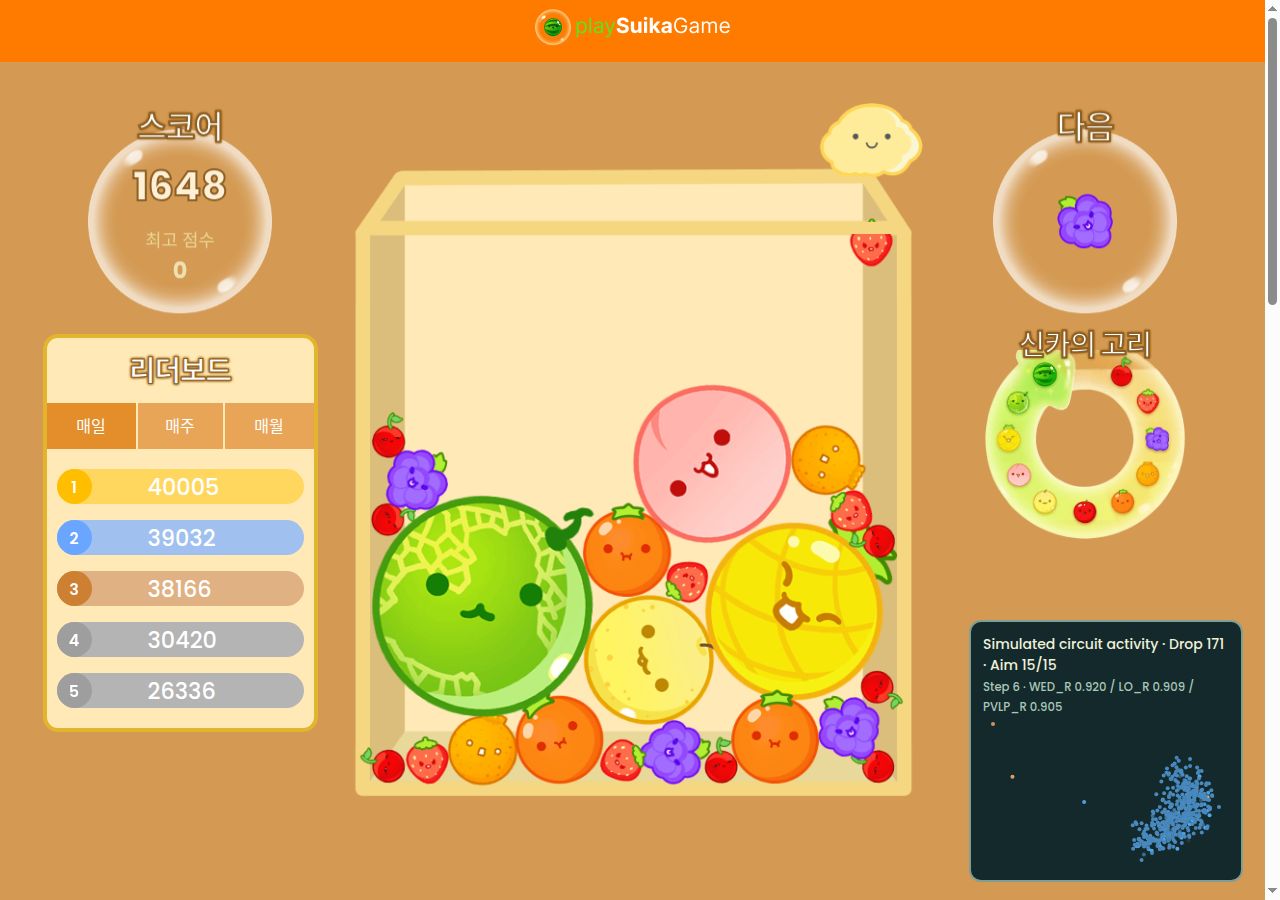 playSuikaGame
스코어
1648
최고 점수
0
다음
신카의 고리
리더보드
매일 매주 매월
1 40005
2 39032
3 38166
4 30420
5 26336
Simulated circuit activity · Drop 171
· Aim 15/15
Step 6 · WED_R 0.920 / LO_R 0.909 /
PVLP_R 0.905